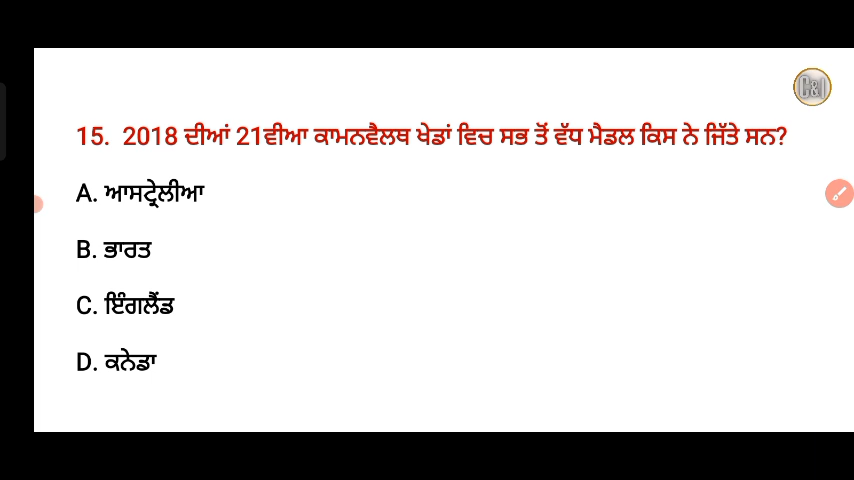 C&I
15. 2018 ਦੀਆਂ 21ਵੀਆ ਕਾਮਨਵੈਲਥ ਖੇਡਾਂ ਵਿਚ ਸਭ ਤੋਂ ਵੱਧ ਮੈਡਲ ਕਿਸ ਨੇ ਜਿੱਤੇ ਸਨ?
A. ਆਸਟ੍ਰੇਲੀਆ
B. ਭਾਰਤ
C. ਇੰਗਲੈਂਡ
D. ਕਨੇਡਾ